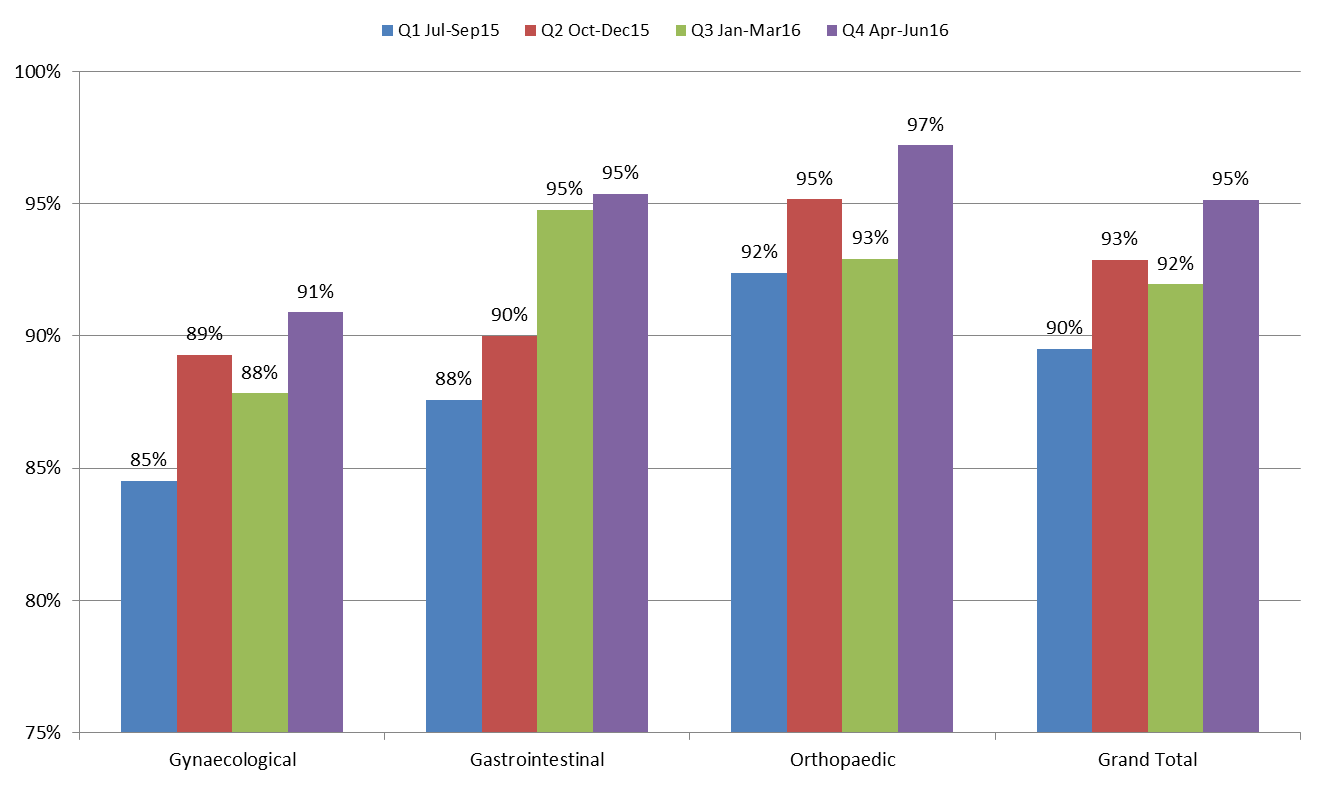 Q1 Jul-Sep15 Q2 Oct-Dec15 Q3 Jan-Mar16 Q4 Apr-Jun16
100%
95%
90%
85%
80%
75%
85% 89% 88% 91%
88% 90% 95% 95%
92% 95% 93% 97%
90% 93% 92% 95%
Gynaecological Gastrointestinal Orthopaedic Grand Total